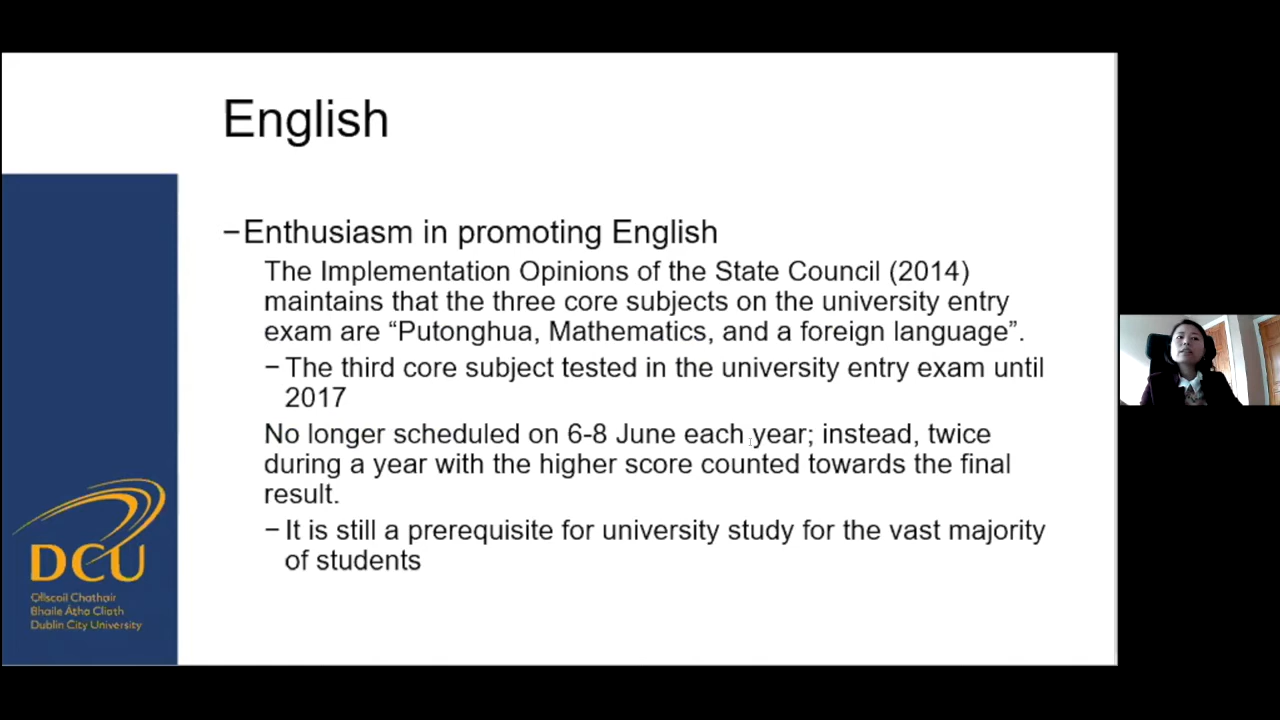 English
–Enthusiasm in promoting English
The Implementation Opinions of the State Council (2014)
maintains that the three core subjects on the university entry
exam are “Putonghua, Mathematics, and a foreign language”.
– The third core subject tested in the university entry exam until
2017
No longer scheduled on 6-8 June each year; instead, twice
during a year with the higher score counted towards the final
result.
– It is still a prerequisite for university study for the vast majority
of students
DCU
Ollscoil Chathair
Bhaile Átha Cliath
Dublin City University